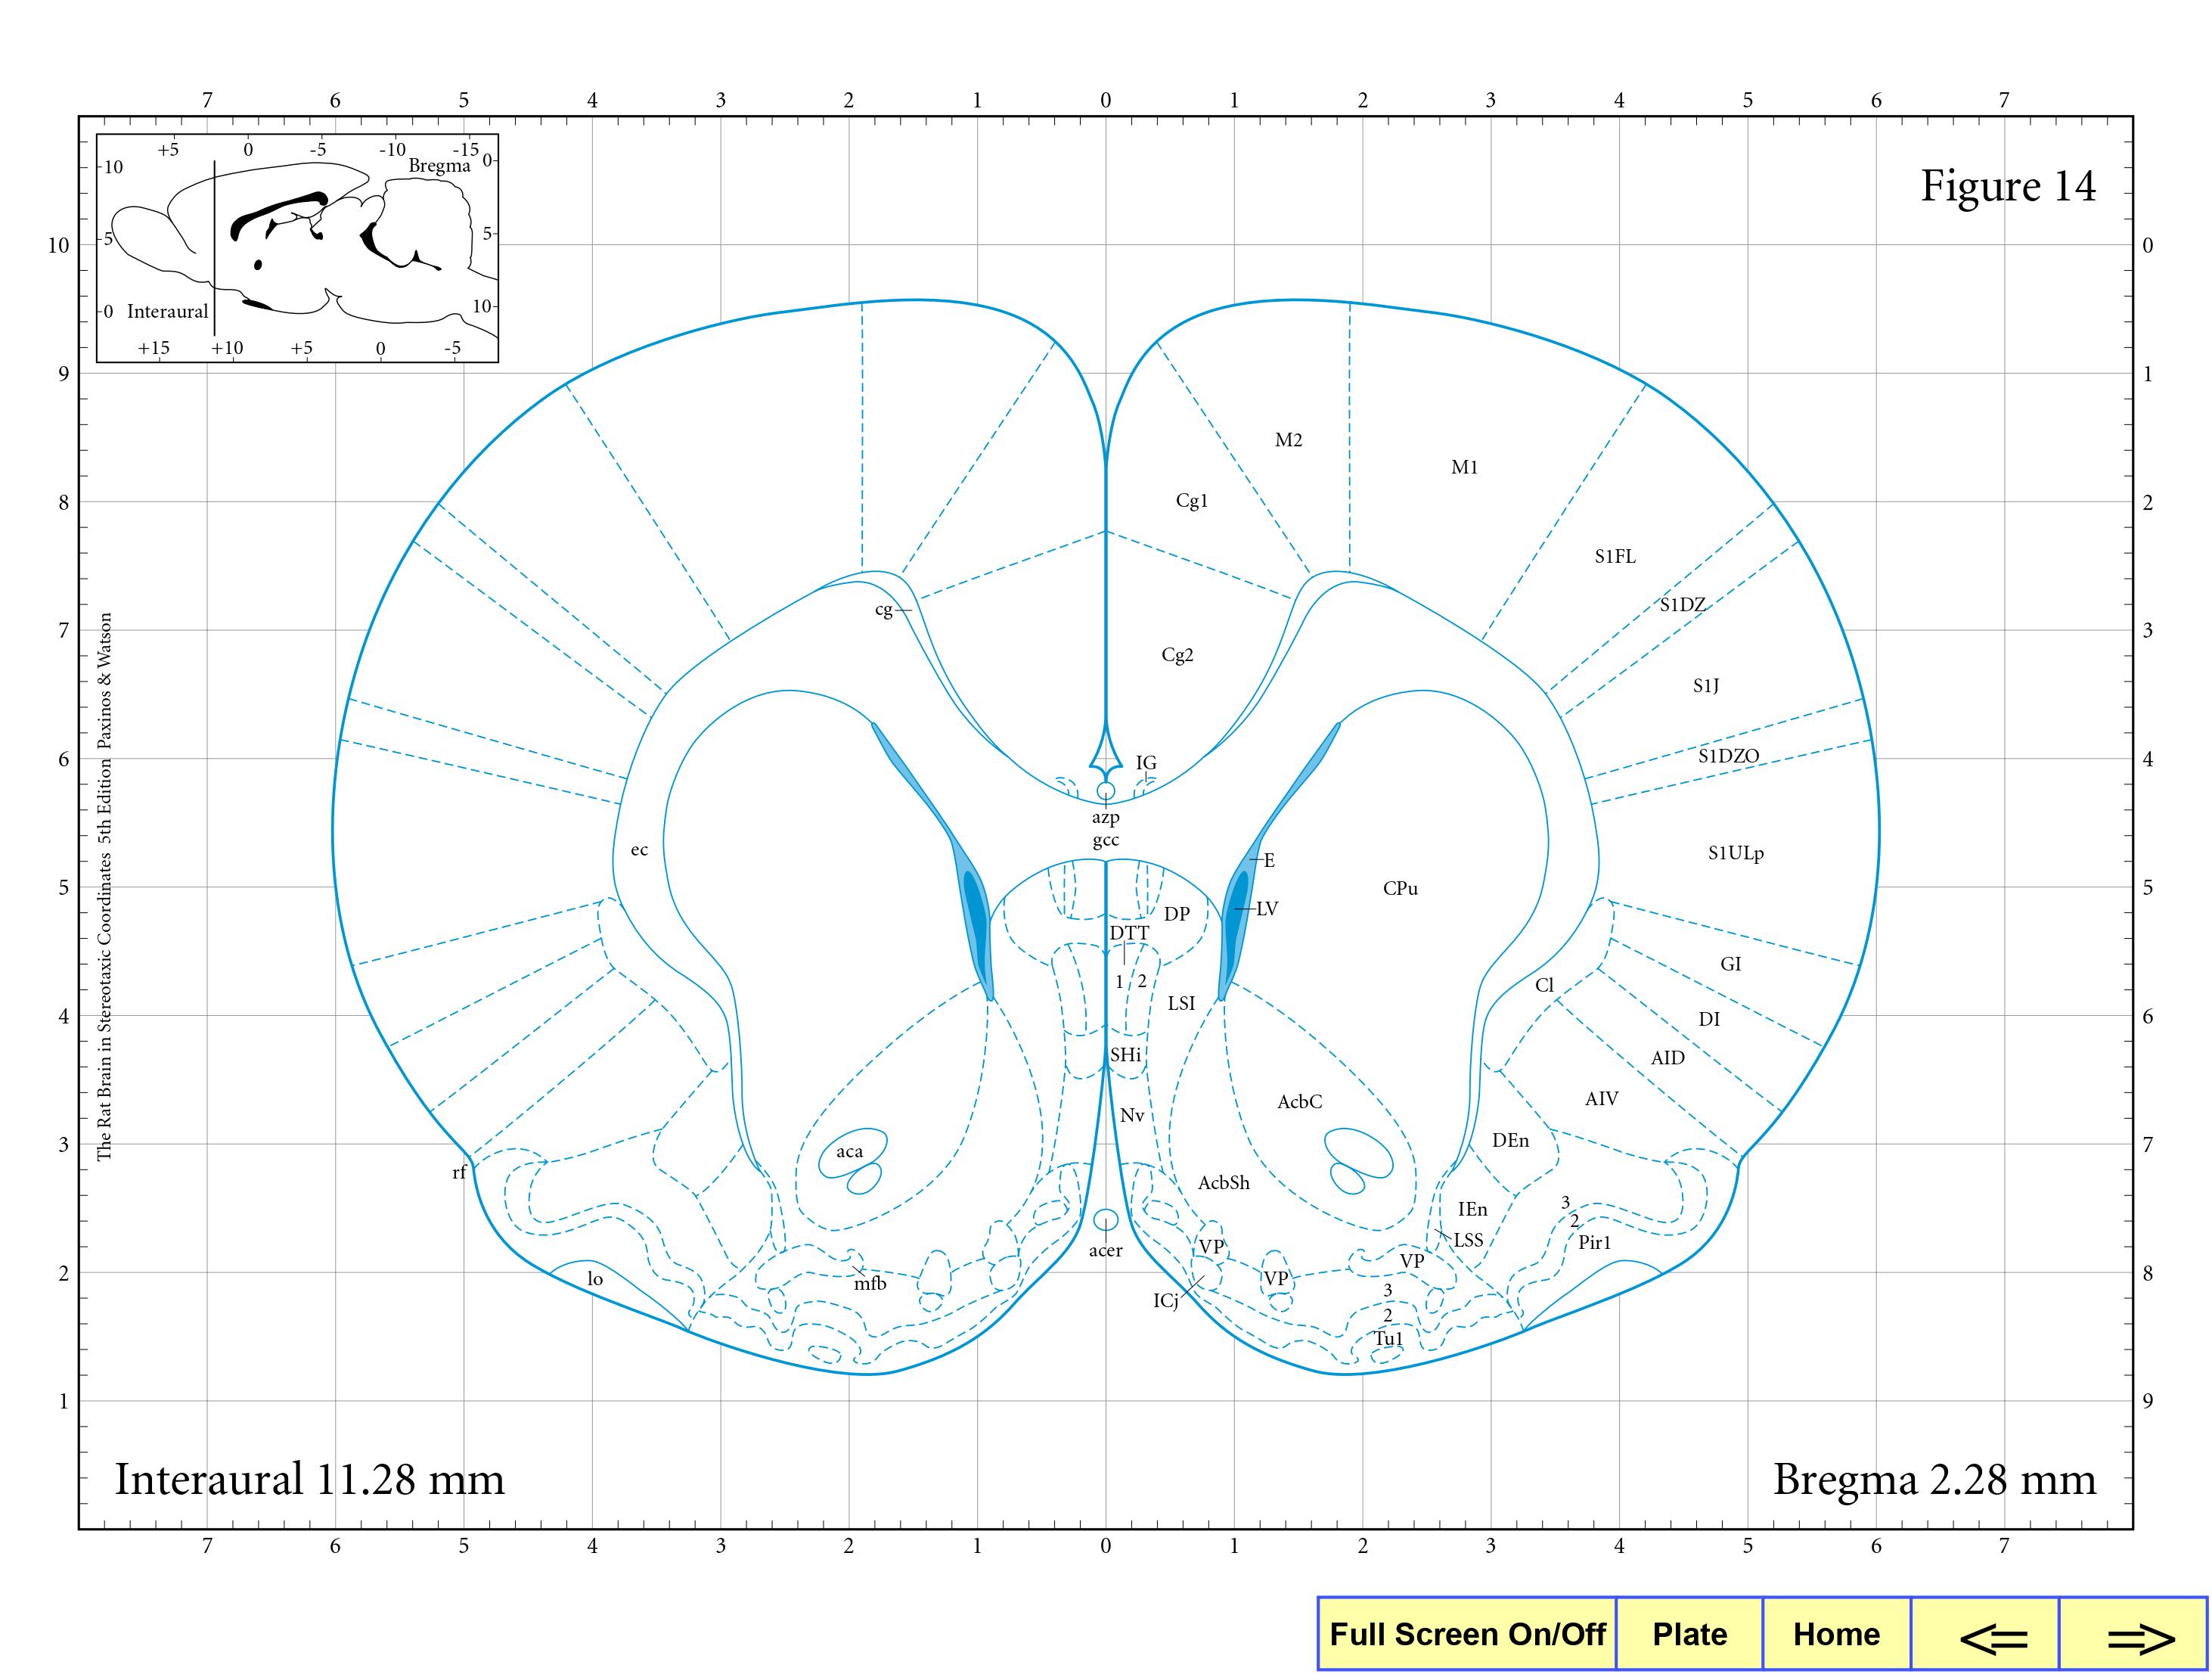 7 6 5 4 3 2 1 0 1 2 3 4 5 6 7
+5 0 -5 -10 -15
Bregma
10
5
0
0
5
10
Interaural
+15 +10 +5 0 -5
Figure 14
10 0
9 1
8 2
7 3
6 4
5 5
4 6
3 7
2 8
1 9
The Rat Brain in Stereotaxic Coordinates 5th Edition Paxinos & Watson
M2
M1
Cg1
S1FL
S1DZ
cg
Cg2
S1J
S1DZO
IG
azp
gcc
ec
E
S1ULp
CPu
LV
DP
DTT
1 2
GI
Cl
LSI
DI
SHi
AID
AIV
AcbC
Nv
DEn
aca
rf
AcbSh
3
IEn
2
LSS
Pir1
acer
VP
VP
VP
lo
mfb
ICj
3
2
Tu1
Interaural 11.28 mm
Bregma 2.28 mm
7 6 5 4 3 2 1 0 1 2 3 4 5 6 7
Full Screen On/Off Plate Home <= =>